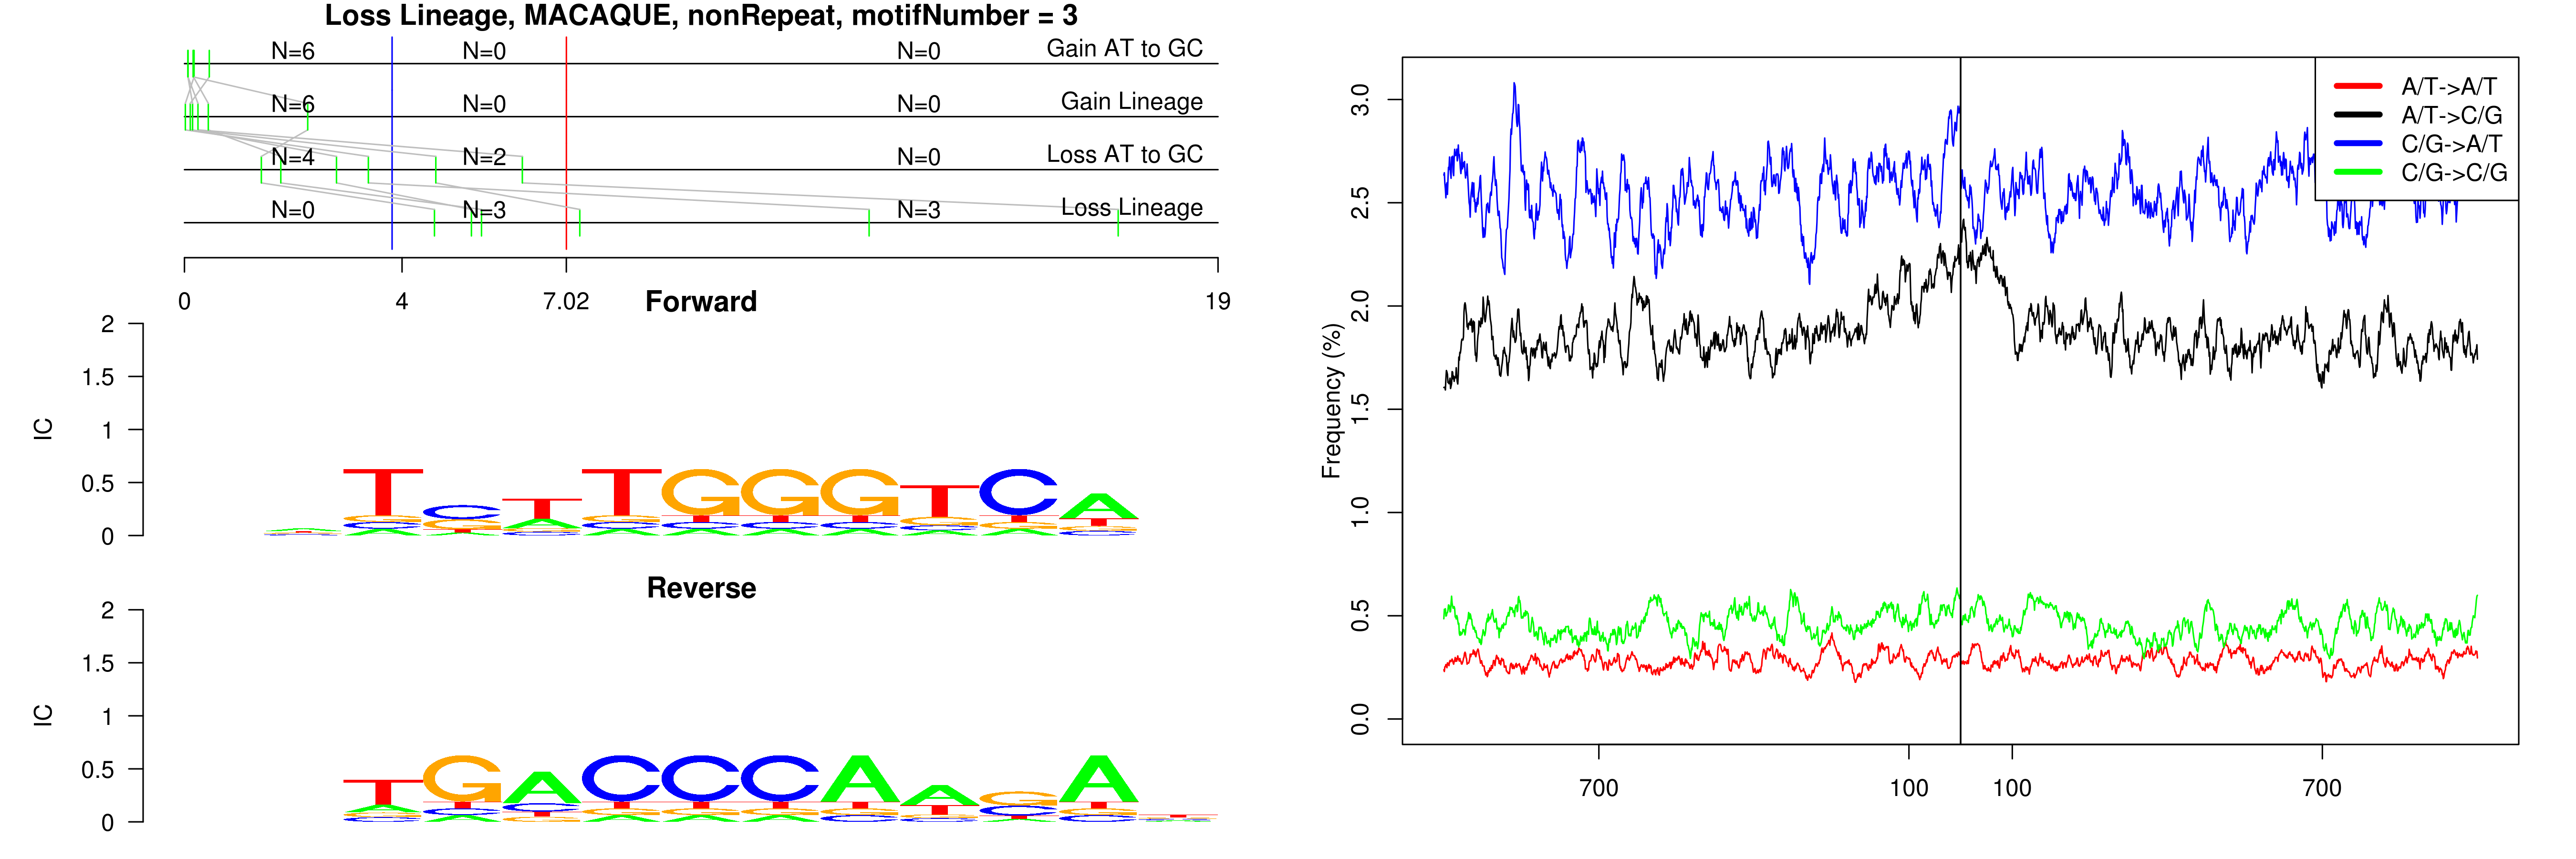 Loss Lineage, MACAQUE, nonRepeat, motifNumber = 3
N=6 N=0 N=0 Gain AT to GC
N=6 N=0 N=0 Gain Lineage
N=4 N=2 N=0 Loss AT to GC
N=0 N=3 N=3 Loss Lineage
0 4 7.02 19
Forward
IC
2
1.5
1
0.5
0
T C T T G G G T C A
Reverse
IC
2
1.5
1
0.5
0
T G A C C C A A G A
Frequency (%)
3.0
2.5
2.0
1.5
1.0
0.5
0.0
700 100 100 700
A/T->A/T
A/T->C/G
C/G->A/T
C/G->C/G